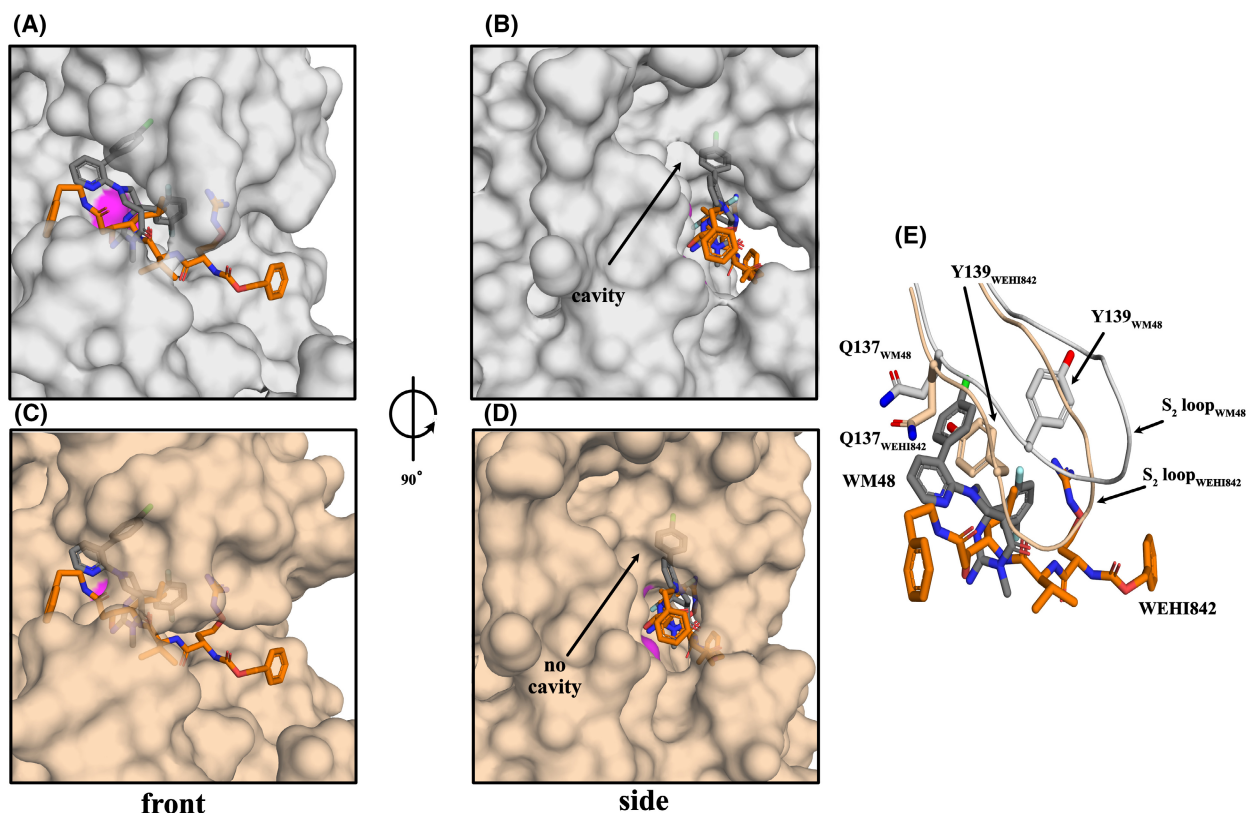 (A)
(B)
cavity
(C)
(D)
90°
no
cavity
front
side
(E)
Y139WEHI842
Y139WM48
Q137WM48
S2 loopWM48
Q137WEHI842
WM48
S2 loopWEHI842
WEHI842